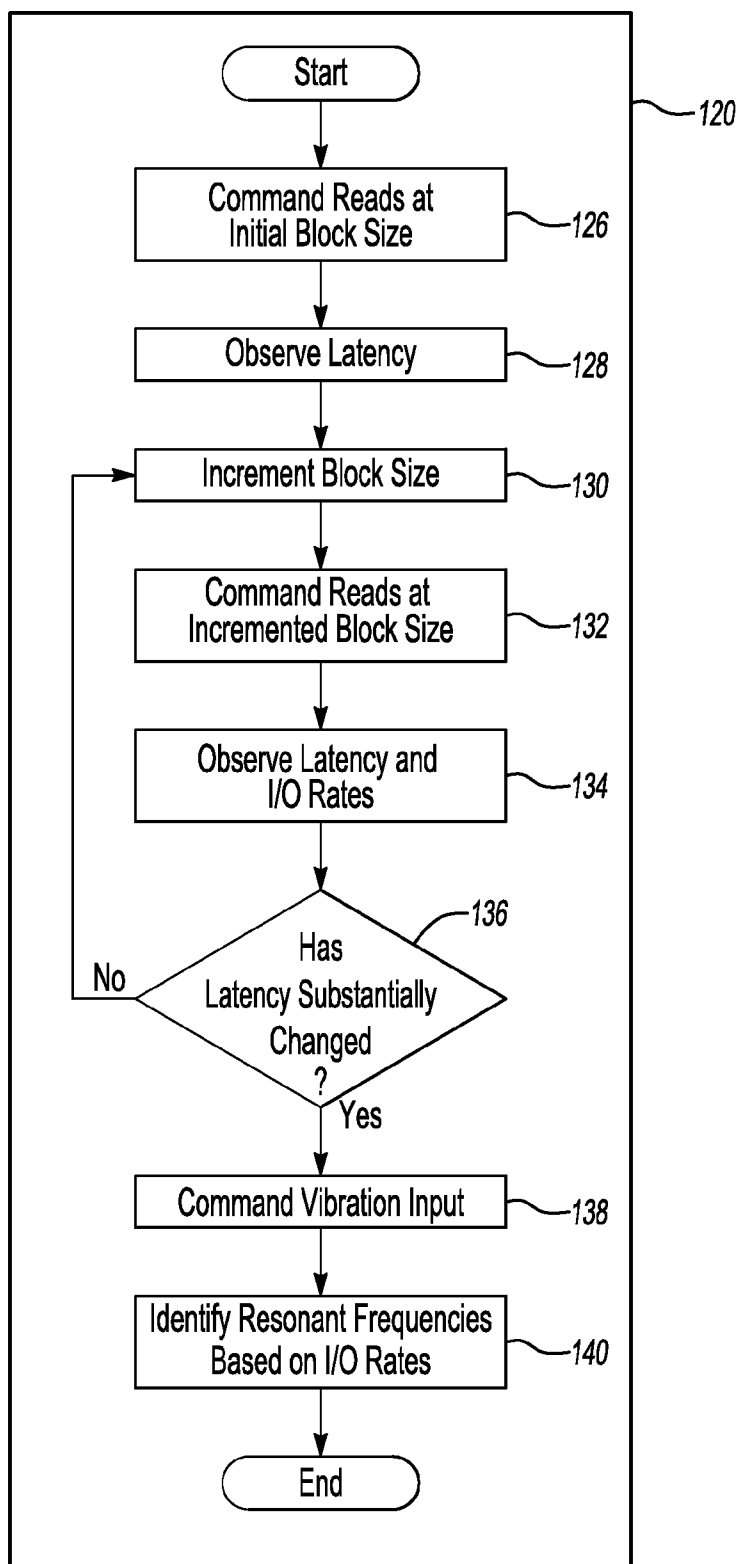 Start
120
Command Reads at
Initial Block Size
126
Observe Latency
128
Increment Block Size
130
Command Reads at
Incremented Block Size
132
Observe Latency and
I/O Rates
134
136
Has
Latency Substantially
Changed
?
No
Yes
Command Vibration Input
138
Identify Resonant Frequencies
Based on I/O Rates
140
End